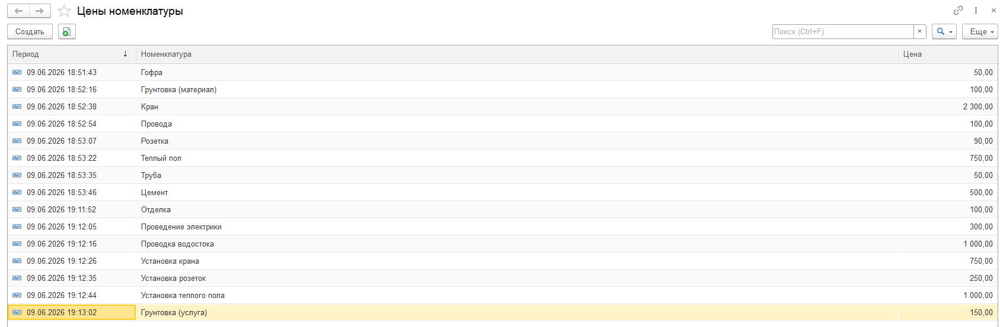 Цены номенклатуры
Создать
Поиск (Ctrl+F)
Еще
Период Номенклатура Цена
09.06.2026 18:51:43 Гофра 50,00
09.06.2026 18:52:16 Грунтовка (материал) 100,00
09.06.2026 18:52:38 Кран 2 300,00
09.06.2026 18:52:54 Провода 100,00
09.06.2026 18:53:07 Розетка 90,00
09.06.2026 18:53:22 Теплый пол 750,00
09.06.2026 18:53:35 Труба 50,00
09.06.2026 18:53:46 Цемент 500,00
09.06.2026 19:11:52 Отделка 100,00
09.06.2026 19:12:05 Проведение электрики 300,00
09.06.2026 19:12:16 Проводка водостока 1 000,00
09.06.2026 19:12:26 Установка крана 750,00
09.06.2026 19:12:35 Установка розеток 250,00
09.06.2026 19:12:44 Установка теплого пола 1 000,00
09.06.2026 19:13:02 Грунтовка (услуга) 150,00